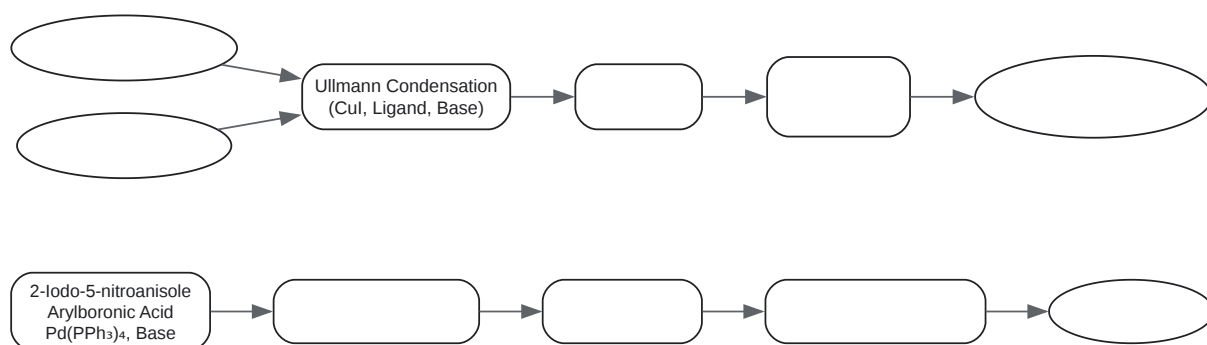 Ullmann Condensation
(CuI, Ligand, Base)
2-Iodo-5-nitroanisole
Arylboronic Acid
Pd(PPh₃)₄, Base